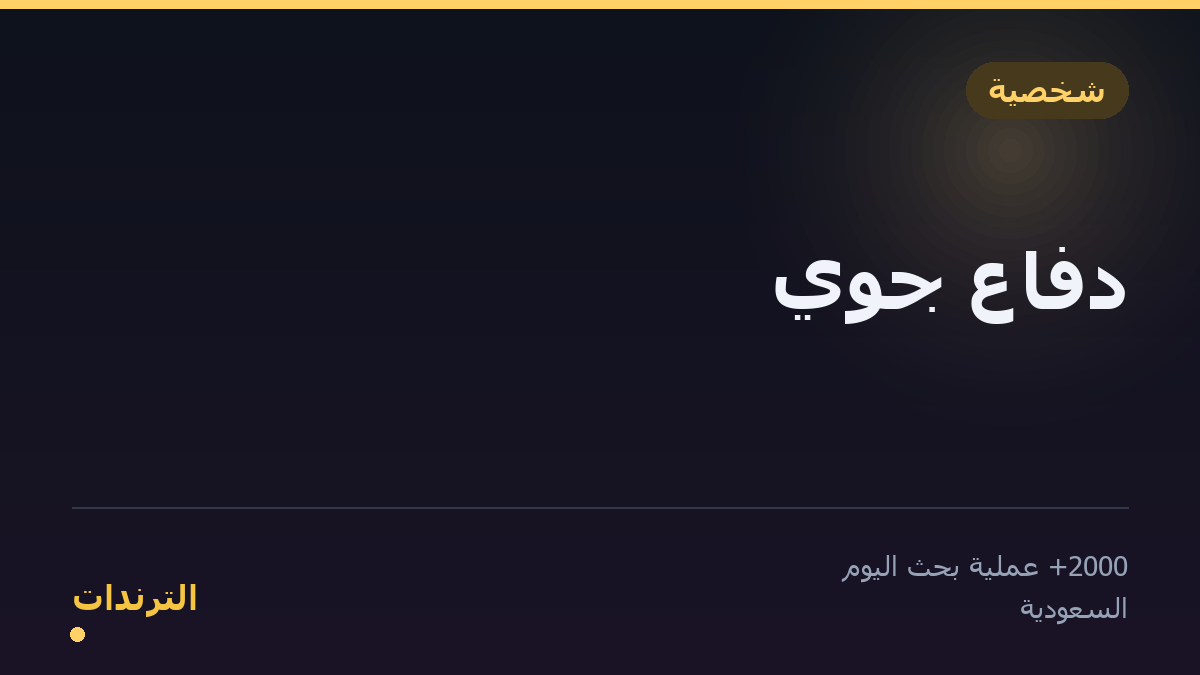 شخصية
دفاع جوي
2000+ عملية بحث اليوم
السعودية
الترندات